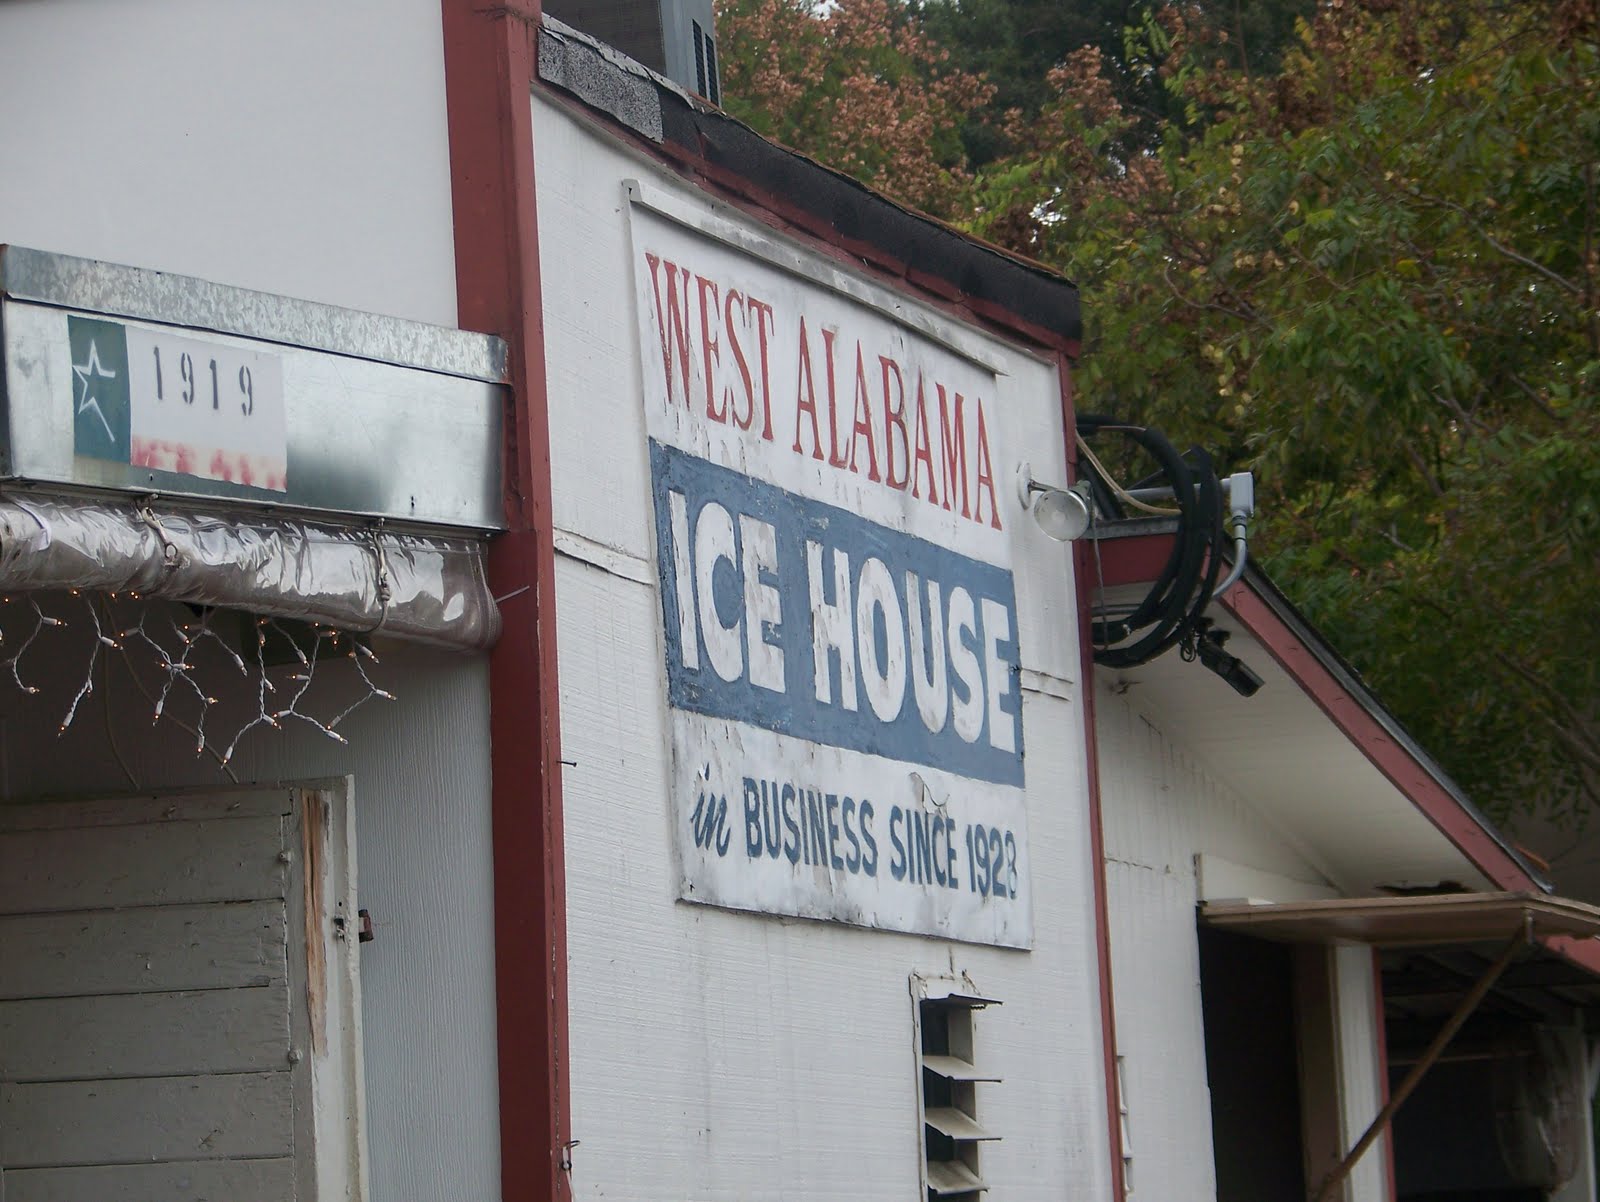 1919
WEST ALABAMA
ICE HOUSE
in BUSINESS SINCE 1928